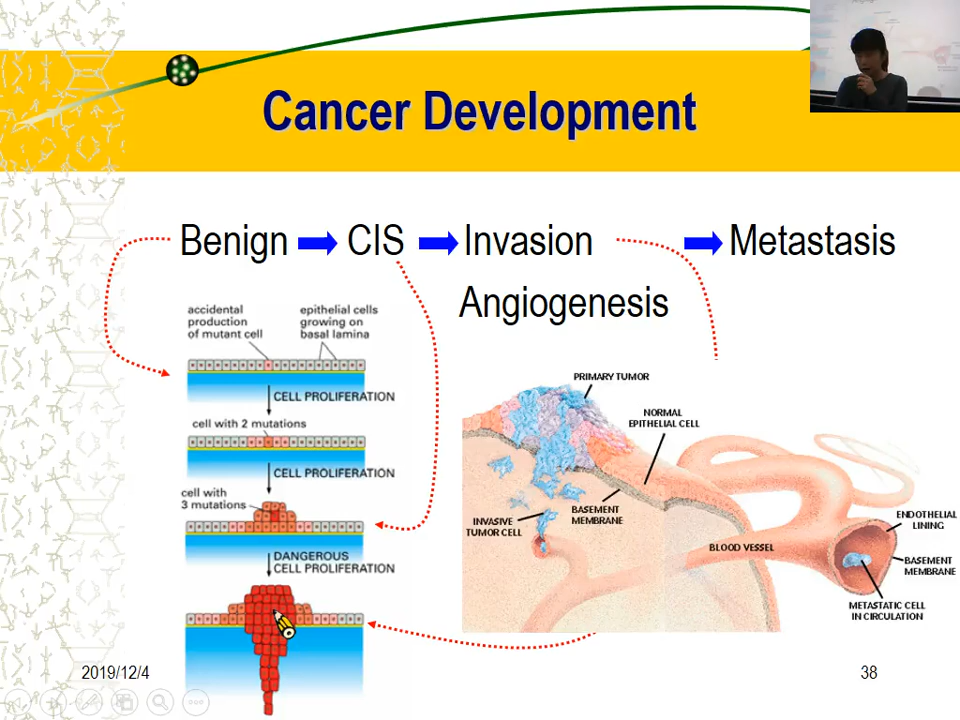 Cancer Development
Benign CIS Invasion Metastasis
Angiogenesis
accidental
production
of mutant cell
epithelial cells
growing on
basal lamina
CELL PROLIFERATION
cell with 2 mutations
CELL PROLIFERATION
cell with
3 mutations
DANGEROUS
CELL PROLIFERATION
PRIMARY TUMOR
NORMAL
EPITHELIAL CELL
INVASIVE
TUMOR CELL
BASEMENT
MEMBRANE
BLOOD VESSEL
ENDOTHELIAL
LINING
BASEMENT
MEMBRANE
METASTATIC CELL
IN CIRCULATION
2019/12/4
38